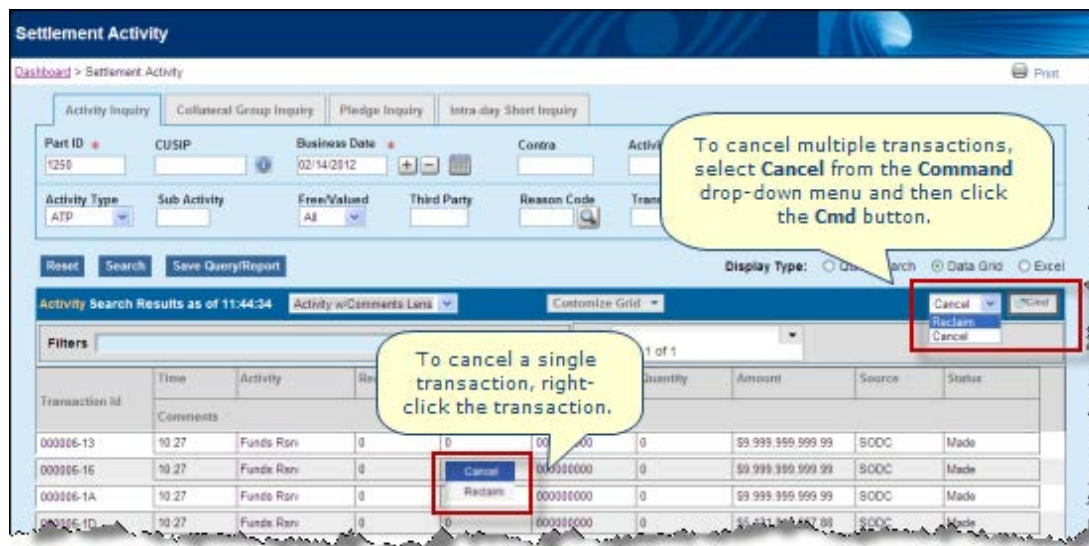 Settlement Activity
Dashboard > Settlement Activity
Print
Activity Inquiry
Collateral Group Inquiry
Pledge Inquiry
Intra-day Short Inquiry
Part ID *
CUSIP
Business Date *
Contra
1250
02/14/2012
+
-
Activity Type
Sub Activity
Free/Valued
Third Party
Reason Code
ATP
All
To cancel multiple transactions,
select Cancel from the Command
drop-down menu and then click
the Cmd button.
Reset
Search
Save Query/Report
Display Type:
Data Grid
Excel
Activity Search Results as of 11:44:34
Activity w/Comments Lens
Customize Grid
Cancel
Cmd
Reclaim
Cancel
Filters
1 of 1
To cancel a single
transaction, right-
click the transaction.
Transaction Id
Time
Activity
Quantity
Amount
Source
Status
Comments
000006-13
10:27
Funds Rsrv
0
0
0
$9,999,999,999.99
SODC
Made
000006-16
10:27
Funds Rsrv
0
000000000
0
$9,999,999,999.99
SODC
Made
Cancel
Reclaim
000006-1A
10:27
Funds Rsrv
0
000000000
0
$9,999,999,999.99
SODC
Made
10:27
Funds Rsrv
0
0
000000000
0
SODC
Made